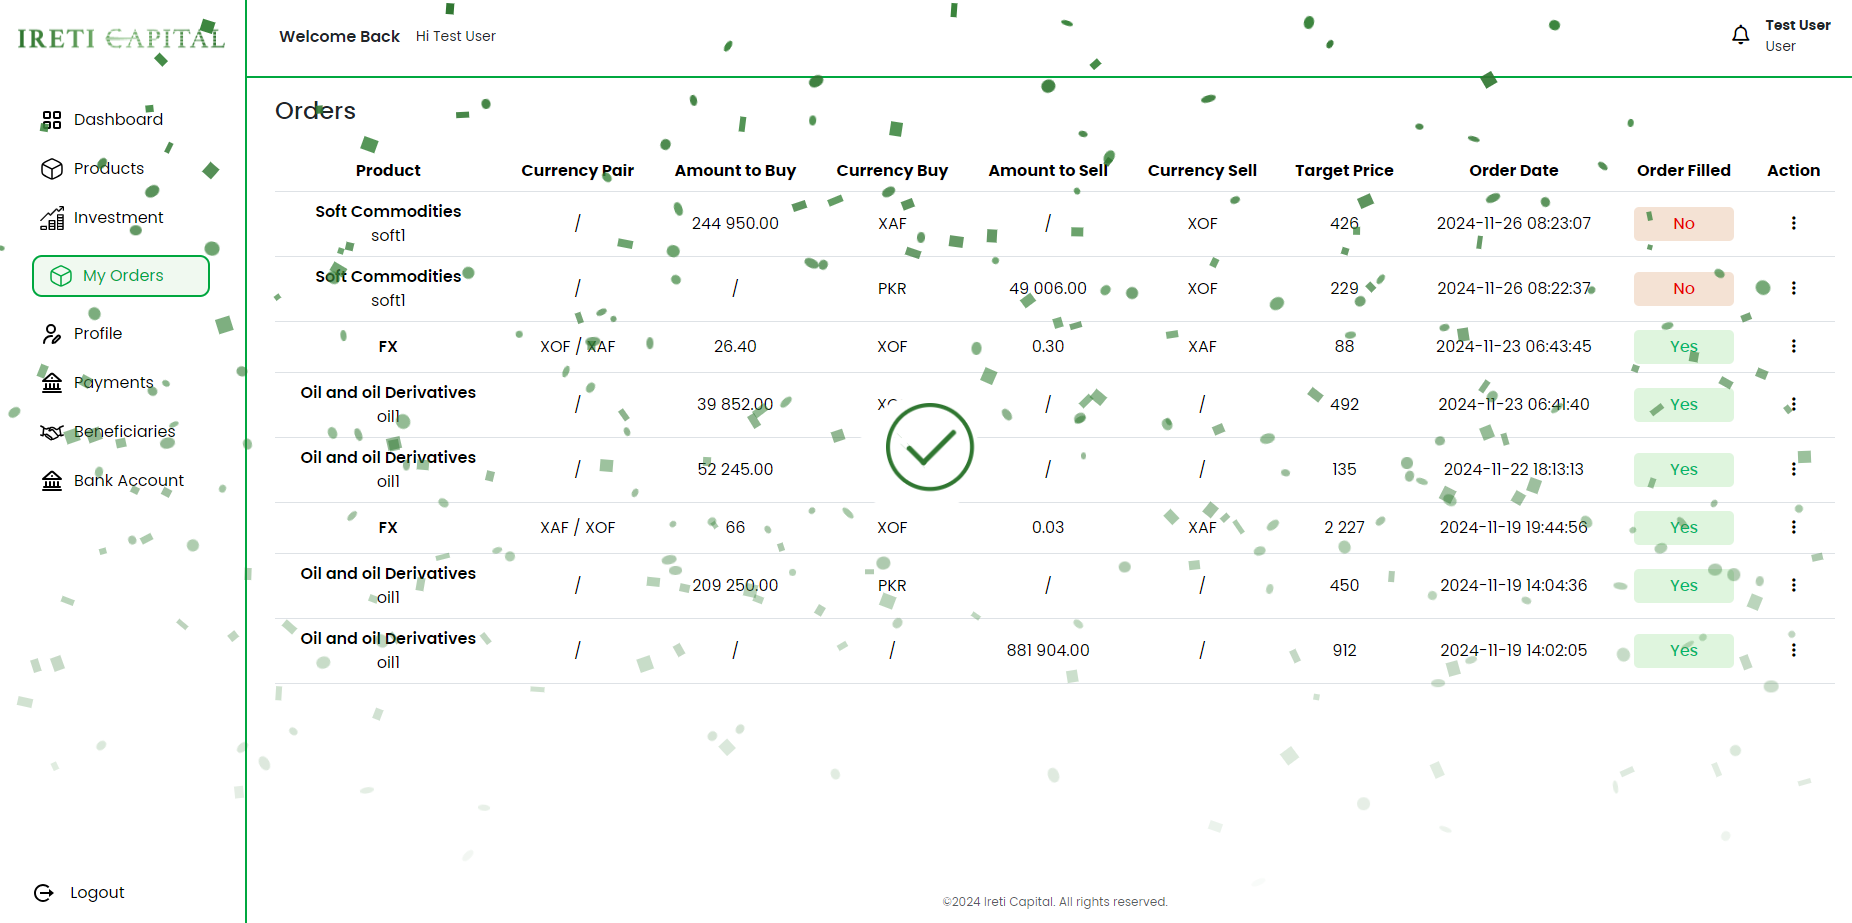 IRETI CAPITAL
Welcome Back Hi Test User
Test User
User
Dashboard
Products
Investment
My Orders
Profile
Payments
Beneficiaries
Bank Account
Logout
Orders
Product Currency Pair Amount to Buy Currency Buy Amount to Sell Currency Sell Target Price Order Date Order Filled Action
Soft Commodities
soft1 / 244 950.00 XAF / XOF 426 2024-11-26 08:23:07 No
Soft Commodities
soft1 / / PKR 49 006.00 XOF 229 2024-11-26 08:22:37 No
FX XOF / XAF 26.40 XOF 0.30 XAF 88 2024-11-23 06:43:45 Yes
Oil and oil Derivatives
oil1 / 39 852.00 / / 492 2024-11-23 06:41:40 Yes
Oil and oil Derivatives
oil1 / 52 245.00 / / 135 2024-11-22 18:13:13 Yes
FX XAF / XOF 66 XOF 0.03 XAF 2 227 2024-11-19 19:44:56 Yes
Oil and oil Derivatives
oil1 / 209 250.00 PKR / / 450 2024-11-19 14:04:36 Yes
Oil and oil Derivatives
oil1 / / / 881 904.00 / 912 2024-11-19 14:02:05 Yes
©2024 Ireti Capital. All rights reserved.